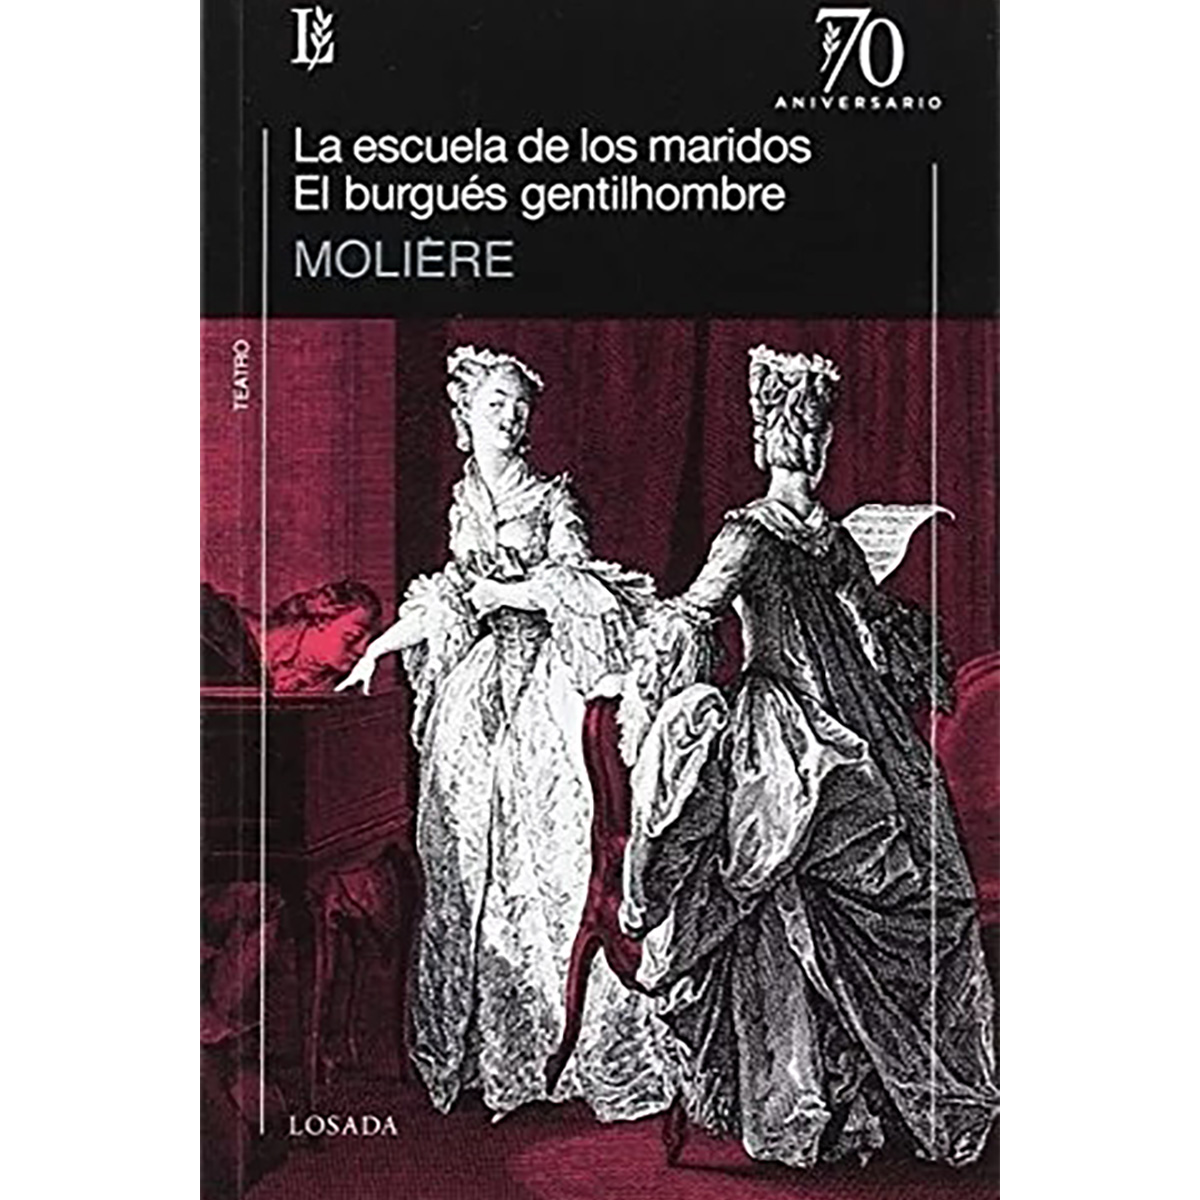 L
70
ANIVERSARIO
La escuela de los maridos
El burgués gentilhombre
MOLIÈRE
TEATRO
LOSADA